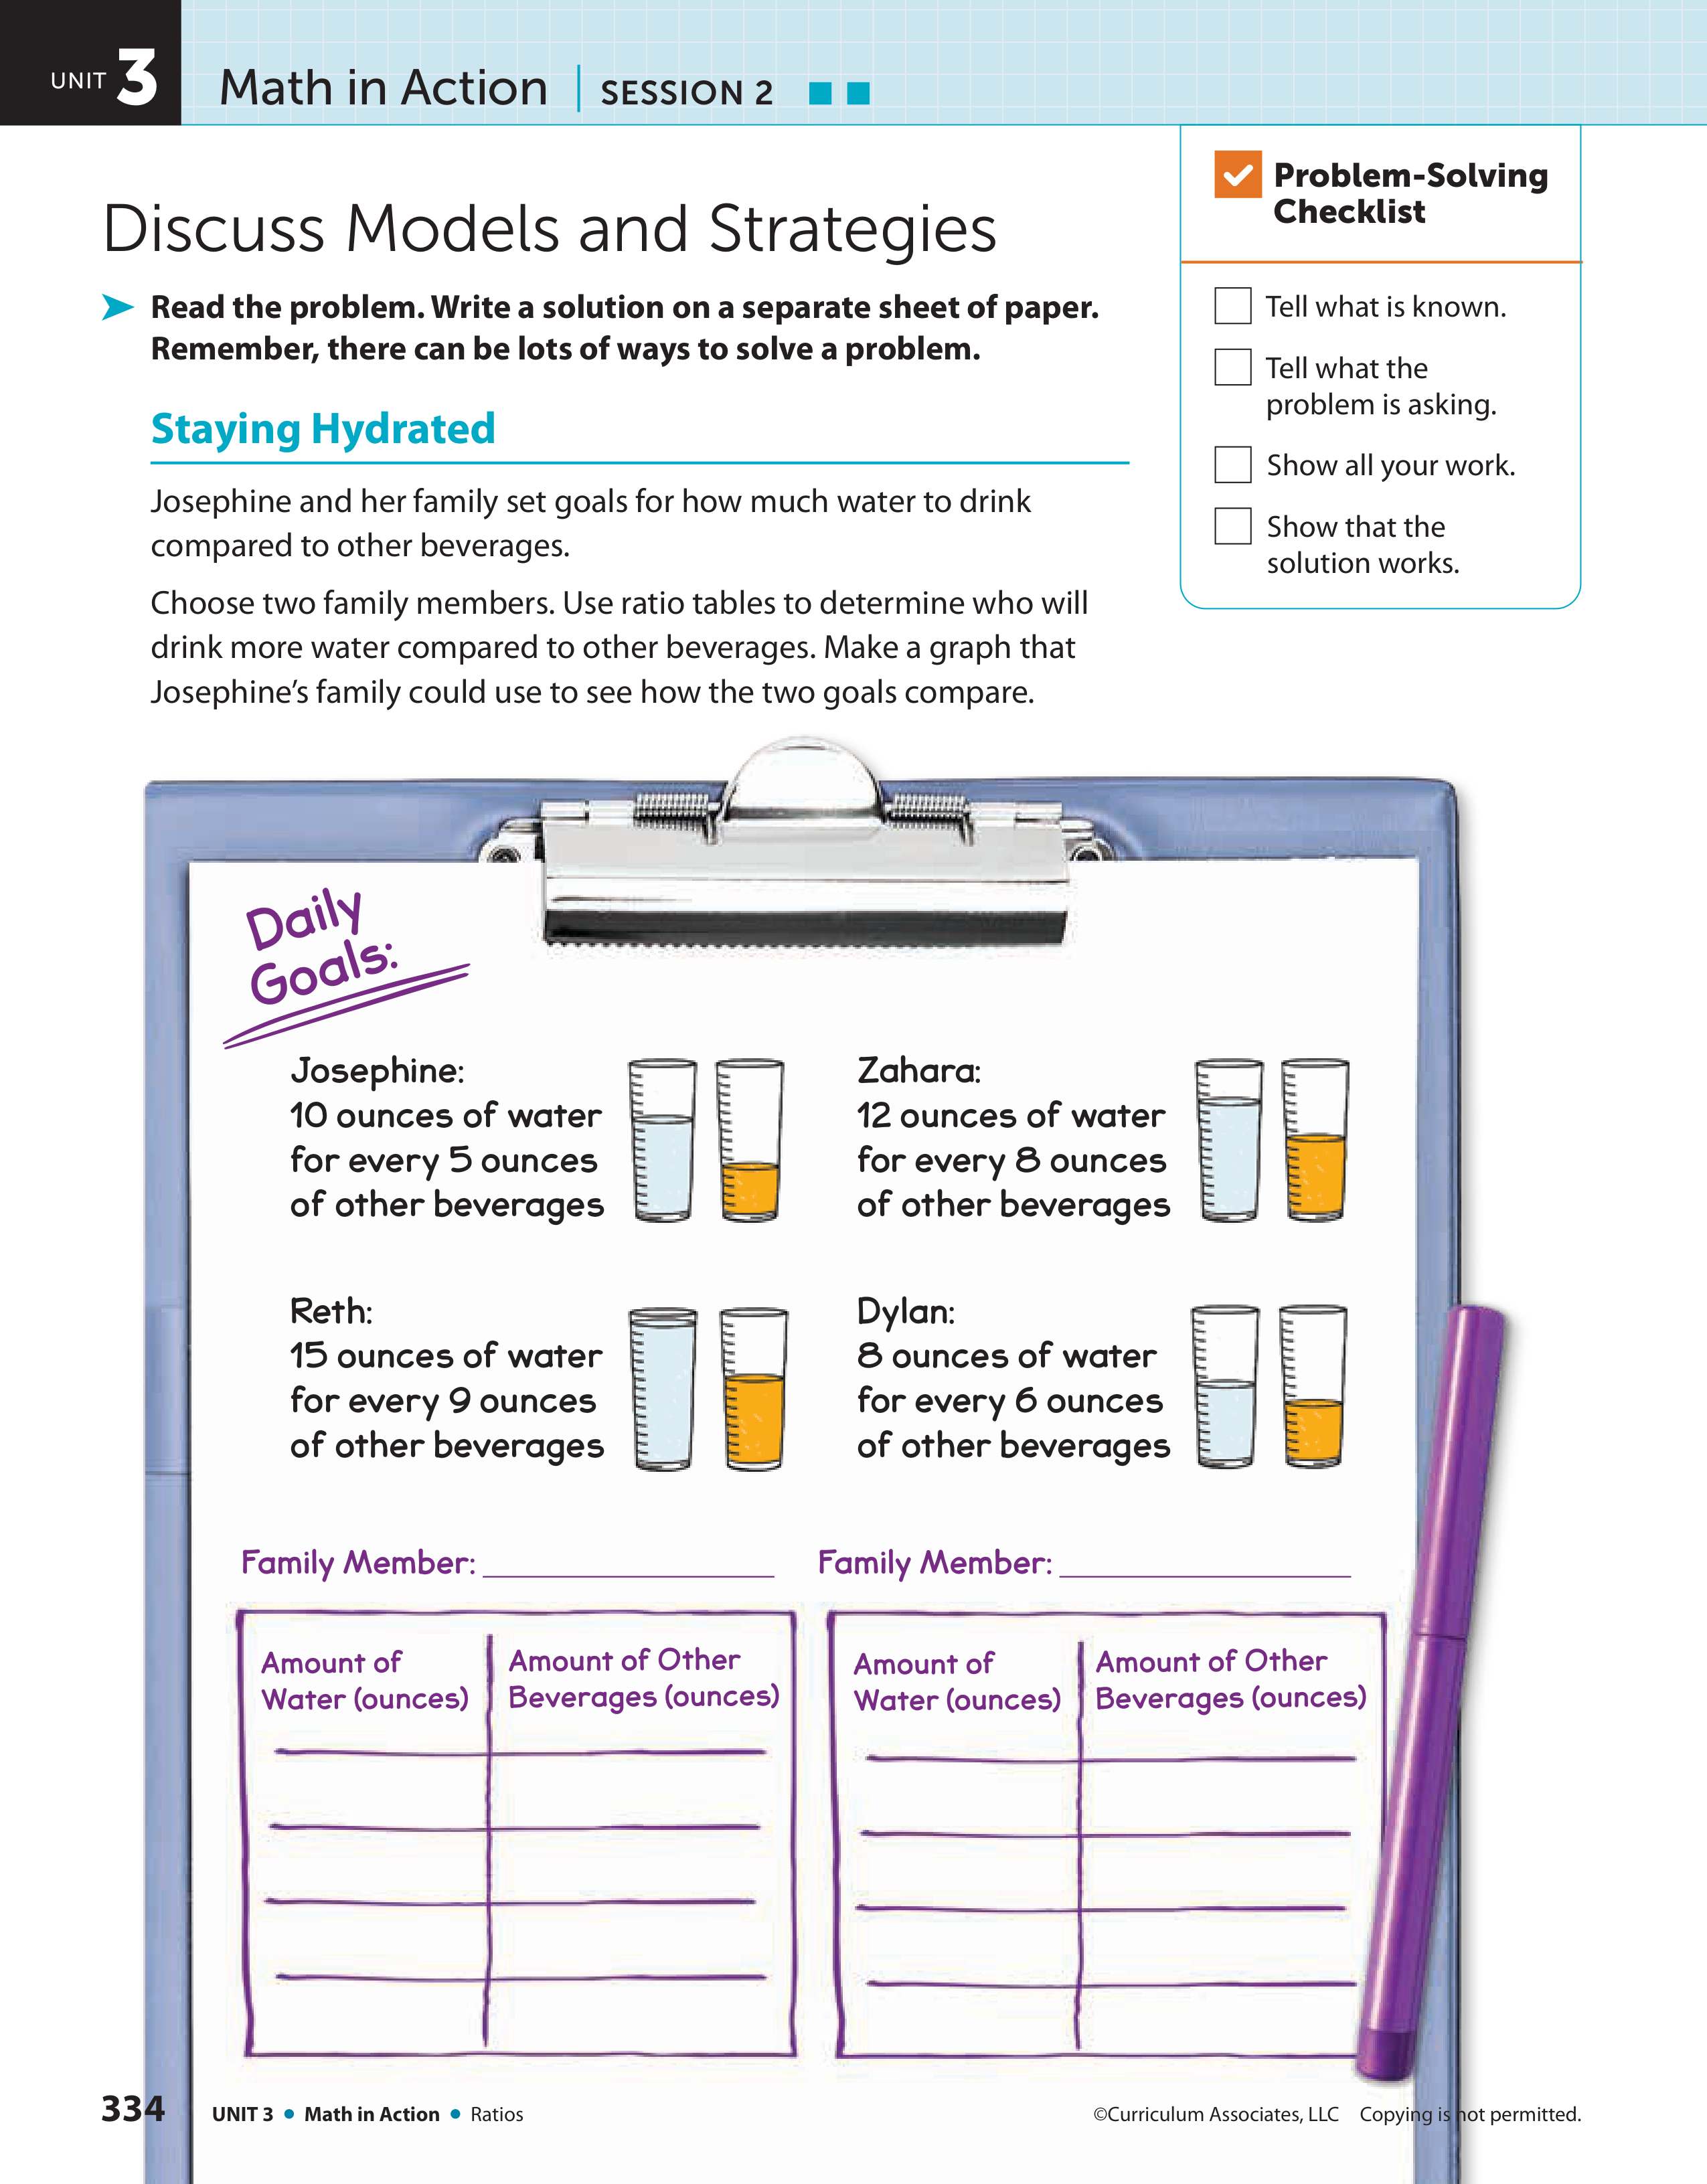 UNIT 3
Math in Action | SESSION 2
Discuss Models and Strategies
Read the problem. Write a solution on a separate sheet of paper.
Remember, there can be lots of ways to solve a problem.
Staying Hydrated
Josephine and her family set goals for how much water to drink
compared to other beverages.
Choose two family members. Use ratio tables to determine who will
drink more water compared to other beverages. Make a graph that
Josephine’s family could use to see how the two goals compare.
Problem-Solving
Checklist
Tell what is known.
Tell what the
problem is asking.
Show all your work.
Show that the
solution works.
Daily
Goals:
Josephine:
10 ounces of water
for every 5 ounces
of other beverages
Zahara:
12 ounces of water
for every 8 ounces
of other beverages
Reth:
15 ounces of water
for every 9 ounces
of other beverages
Dylan:
8 ounces of water
for every 6 ounces
of other beverages
Family Member:
Amount of
Water (ounces)
Amount of Other
Beverages (ounces)
Family Member:
Amount of
Water (ounces)
Amount of Other
Beverages (ounces)
334
UNIT 3 • Math in Action • Ratios
©Curriculum Associates, LLC Copying is not permitted.